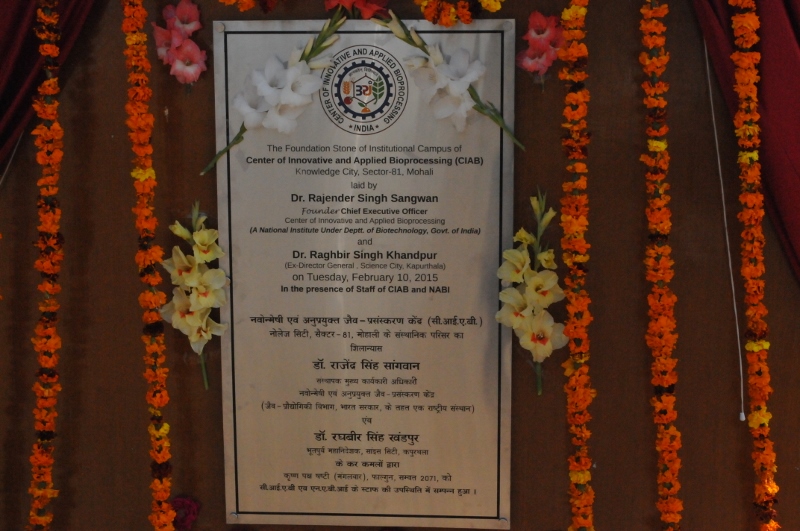 CENTER OF INNOVATIVE AND APPLIED BIOPROCESSING
• INDIA •
The Foundation Stone of Institutional Campus of
Center of Innovative and Applied Bioprocessing (CIAB)
Knowledge City, Sector-81, Mohali
laid by
Dr. Rajender Singh Sangwan
Founder Chief Executive Officer
Center of Innovative and Applied Bioprocessing
(A National Institute Under Deptt. of Biotechnology, Govt. of India)
and
Dr. Raghbir Singh Khandpur
(Ex-Director General , Science City, Kapurthala)
on Tuesday, February 10, 2015
In the presence of Staff of CIAB and NABI
नवोन्मेषी एवं अनुप्रयुक्त जैव – प्रसंस्करण केंद्र (सी.आई.ए.बी.)
नोलेज सिटी, सैक्टर – 81, मोहाली के संस्थानिक परिसर का
शिलान्यास
डॉ. राजेंद्र सिंह सांगवान
संस्थापक मुख्य कार्यकारी अधिकारी
नवोन्मेषी एवं अनुप्रयुक्त जैव – प्रसंस्करण केंद्र
(जैव – प्रौद्योगिकी विभाग, भारत सरकार, के तहत एक राष्ट्रीय संस्थान)
एंव
डॉ. रघबीर सिंह खंडपुर
भूतपूर्व महानिदेशक, साइंस सिटी, कपूरथला
के कर कमलों द्वारा
कृष्ण पक्ष षष्टी (मंगलवार), फाल्गुन, सम्वत 2071, को
सी.आई.ए.बी एवं एन.ए.बी.आई के स्टाफ की उपस्थिति में सम्पन्न हुआ ।